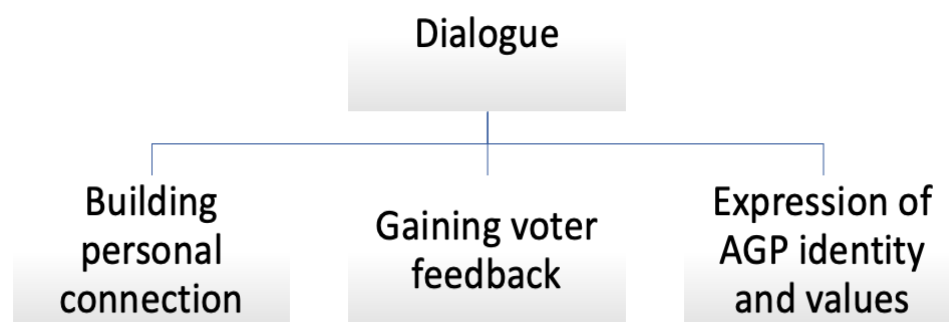 Dialogue
Building
personal
connection
Gaining voter
feedback
Expression of
AGP identity
and values